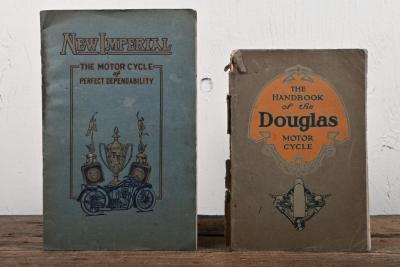 NEW IMPERIAL
THE MOTOR CYCLE
of
PERFECT DEPENDABILITY
THE
HANDBOOK
of the
Douglas
MOTOR
CYCLE